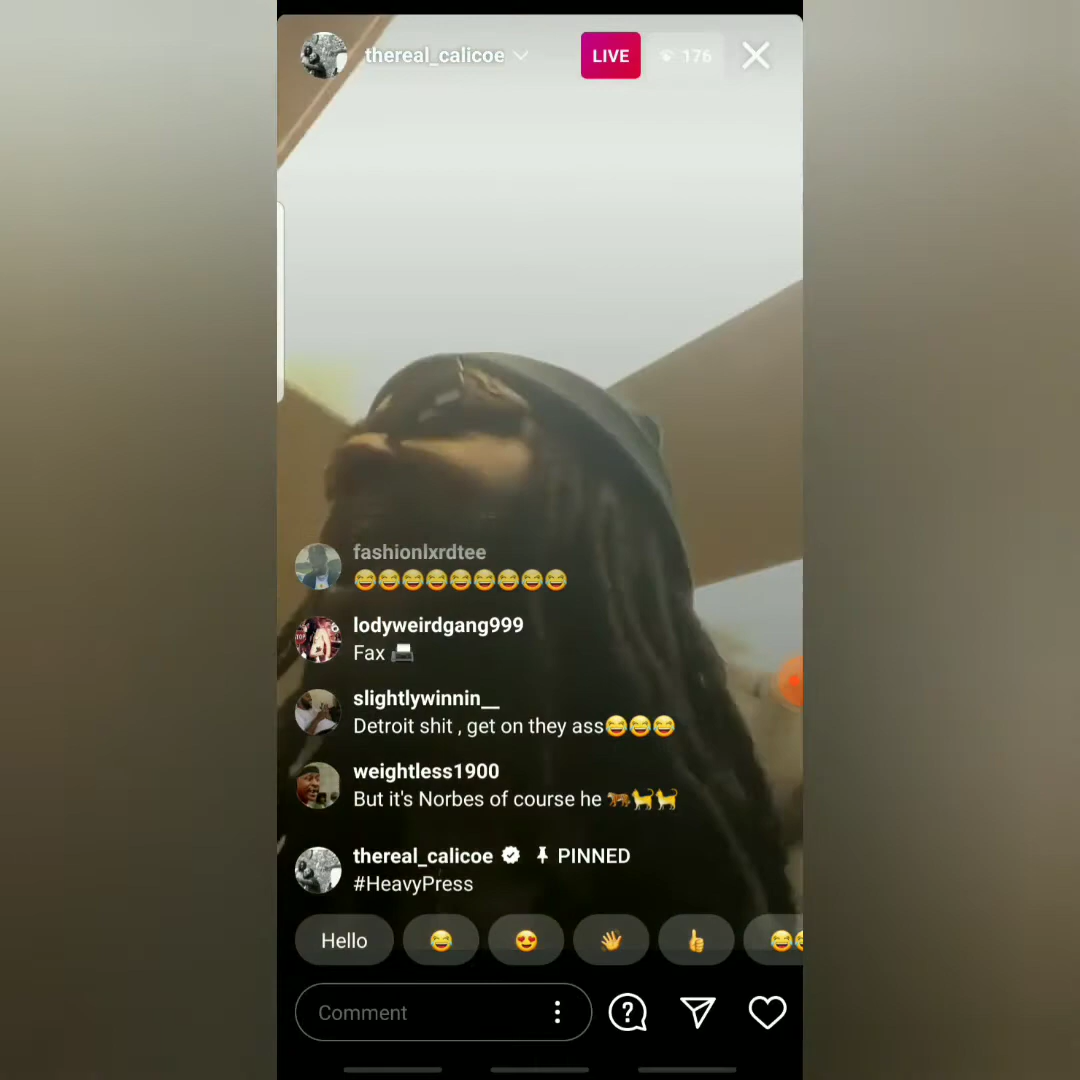 thereal_calicoe
LIVE
176
fashionlxrdtee
😂😂😂😂😂😂😂😂😂
lodyweirdgang999
Fax 📠
slightlywinnin__
Detroit shit , get on they ass😂😂😂
weightless1900
But it's Norbes of course he 🐅🐈🐈
thereal_calicoe PINNED
#HeavyPress
Hello 😂 😍 👋 👍 😂
Comment